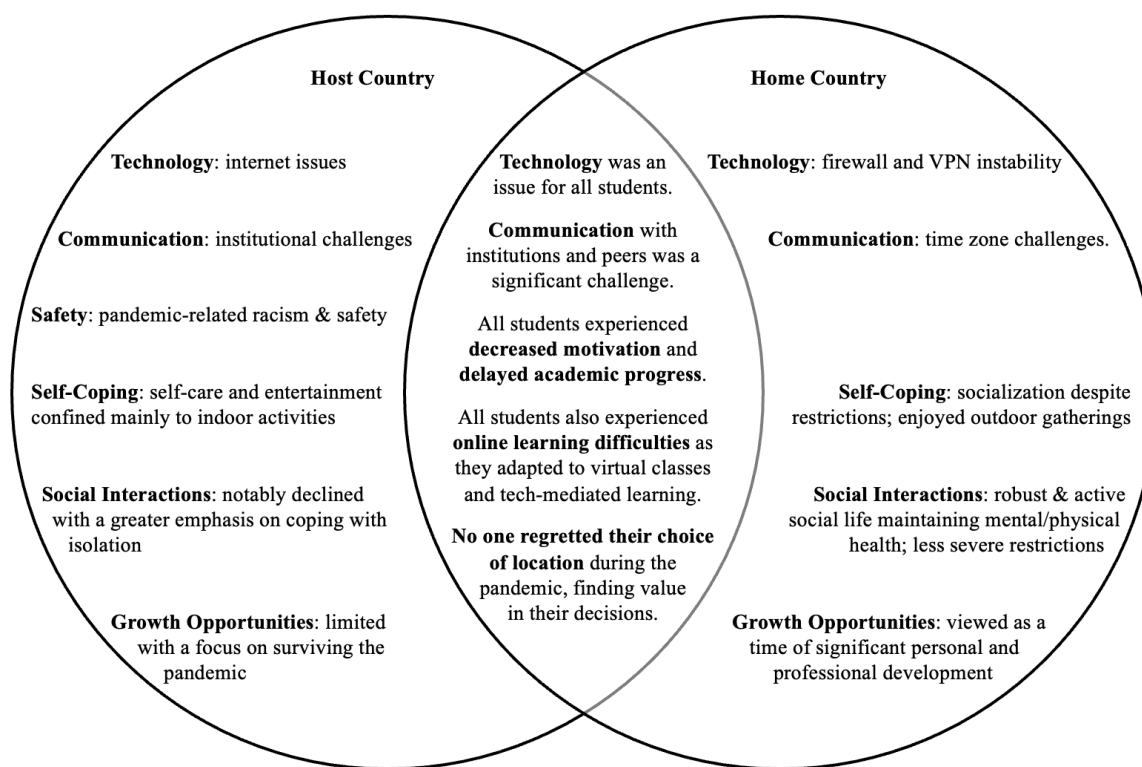 Host Country
Technology: internet issues
Communication: institutional challenges
Safety: pandemic-related racism & safety
Self-Coping: self-care and entertainment
confined mainly to indoor activities
Social Interactions: notably declined
with a greater emphasis on coping with
isolation
Growth Opportunities: limited
with a focus on surviving the
pandemic
Technology was an
issue for all students.
Communication with
institutions and peers was a
significant challenge.
All students experienced
decreased motivation and
delayed academic progress.
All students also experienced
online learning difficulties as
they adapted to virtual classes
and tech-mediated learning.
No one regretted their choice
of location during the
pandemic, finding value
in their decisions.
Home Country
Technology: firewall and VPN instability
Communication: time zone challenges.
Self-Coping: socialization despite
restrictions; enjoyed outdoor gatherings
Social Interactions: robust & active
social life maintaining mental/physical
health; less severe restrictions
Growth Opportunities: viewed as a
time of significant personal and
professional development